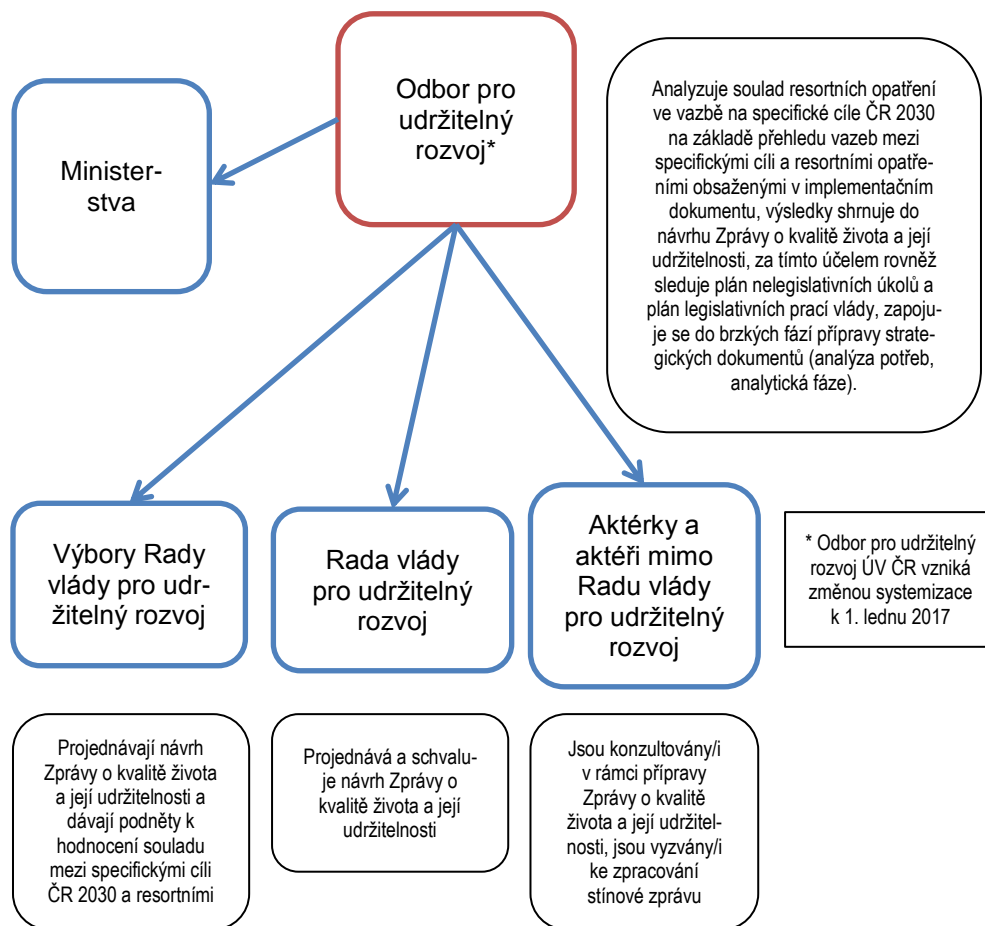 Odbor pro
udržitelný
rozvoj*
Minister-
stva
Analyzuje soulad resortních opatření
ve vazbě na specifické cíle ČR 2030
na základě přehledu vazeb mezi
specifickými cíli a resortními opatře-
ními obsaženými v implementačním
dokumentu, výsledky shrnuje do
návrhu Zprávy o kvalitě života a její
udržitelnosti, za tímto účelem rovněž
sleduje plán nelegislativních úkolů a
plán legislativních prací vlády, zapoju-
je se do brzkých fází přípravy strate-
gických dokumentů (analýza potřeb,
analytická fáze).
Výbory Rady
vlády pro udr-
žitelný rozvoj
Rada vlády
pro udržitelný
rozvoj
Aktérky a
aktéři mimo
Radu vlády
pro udržitelný
rozvoj
* Odbor pro udržitelný
rozvoj ÚV ČR vzniká
změnou systemizace
k 1. lednu 2017
Projednávají návrh
Zprávy o kvalitě života
a její udržitelnosti a
dávají podněty k
hodnocení souladu
mezi specifickými cíli
ČR 2030 a resortními
Projednává a schvalu-
je návrh Zprávy o
kvalitě života a její
udržitelnosti
Jsou konzultovány/i
v rámci přípravy
Zprávy o kvalitě
života a její udržitel-
nosti, jsou vyzvány/i
ke zpracování
stínové zprávu